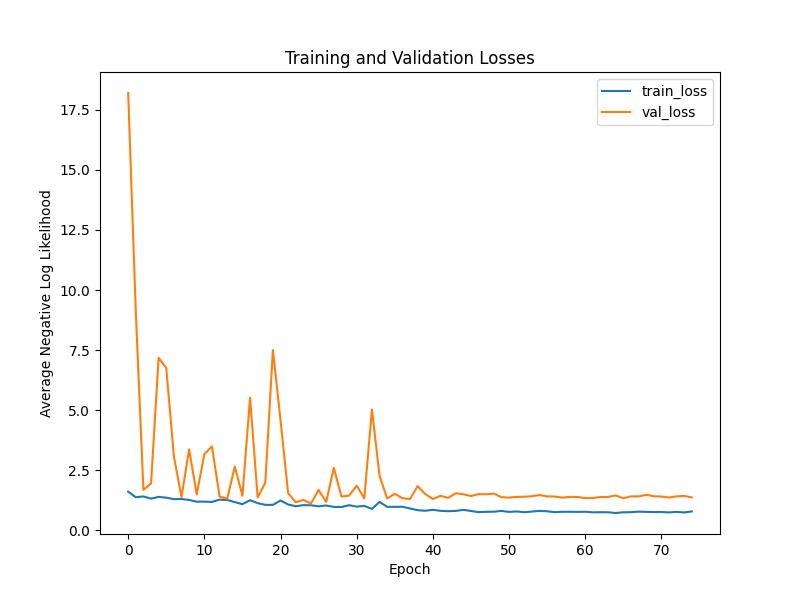 Training and Validation Losses
train_loss
val_loss
17.5
15.0
12.5
10.0
7.5
5.0
2.5
0.0
Average Negative Log Likelihood
0 10 20 30 40 50 60 70
Epoch